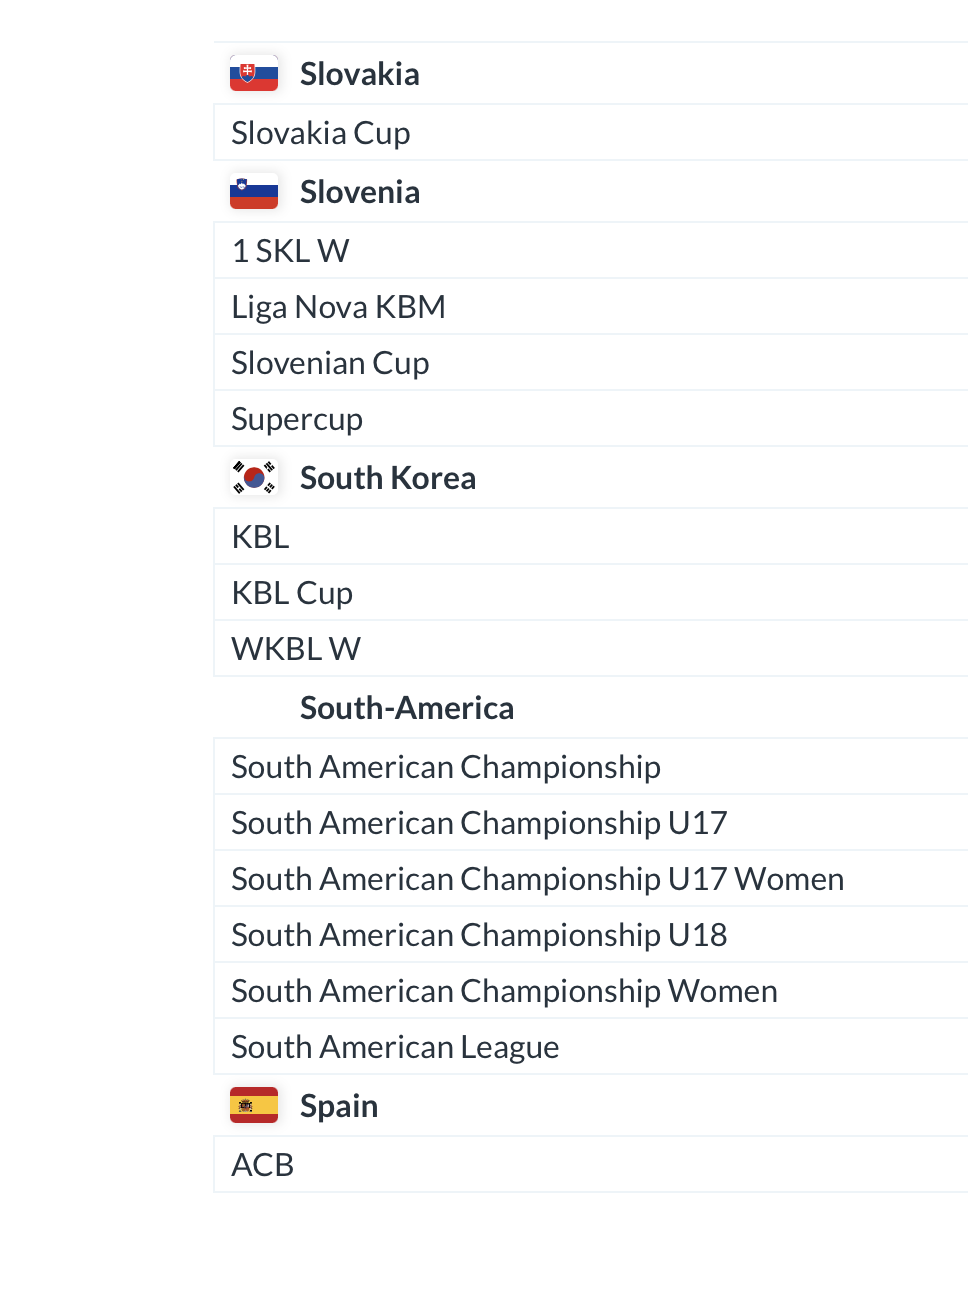 Slovakia
Slovakia Cup
Slovenia
1 SKL W
Liga Nova KBM
Slovenian Cup
Supercup
South Korea
KBL
KBL Cup
WKBL W
South-America
South American Championship
South American Championship U17
South American Championship U17 Women
South American Championship U18
South American Championship Women
South American League
Spain
ACB